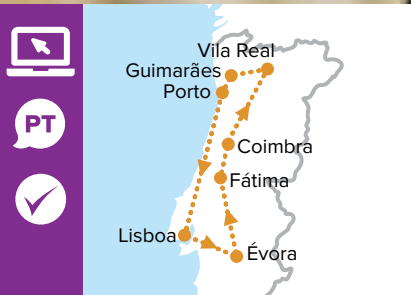 Vila Real
Guimarães
Porto
PT
Coimbra
Fátima
Lisboa
Évora